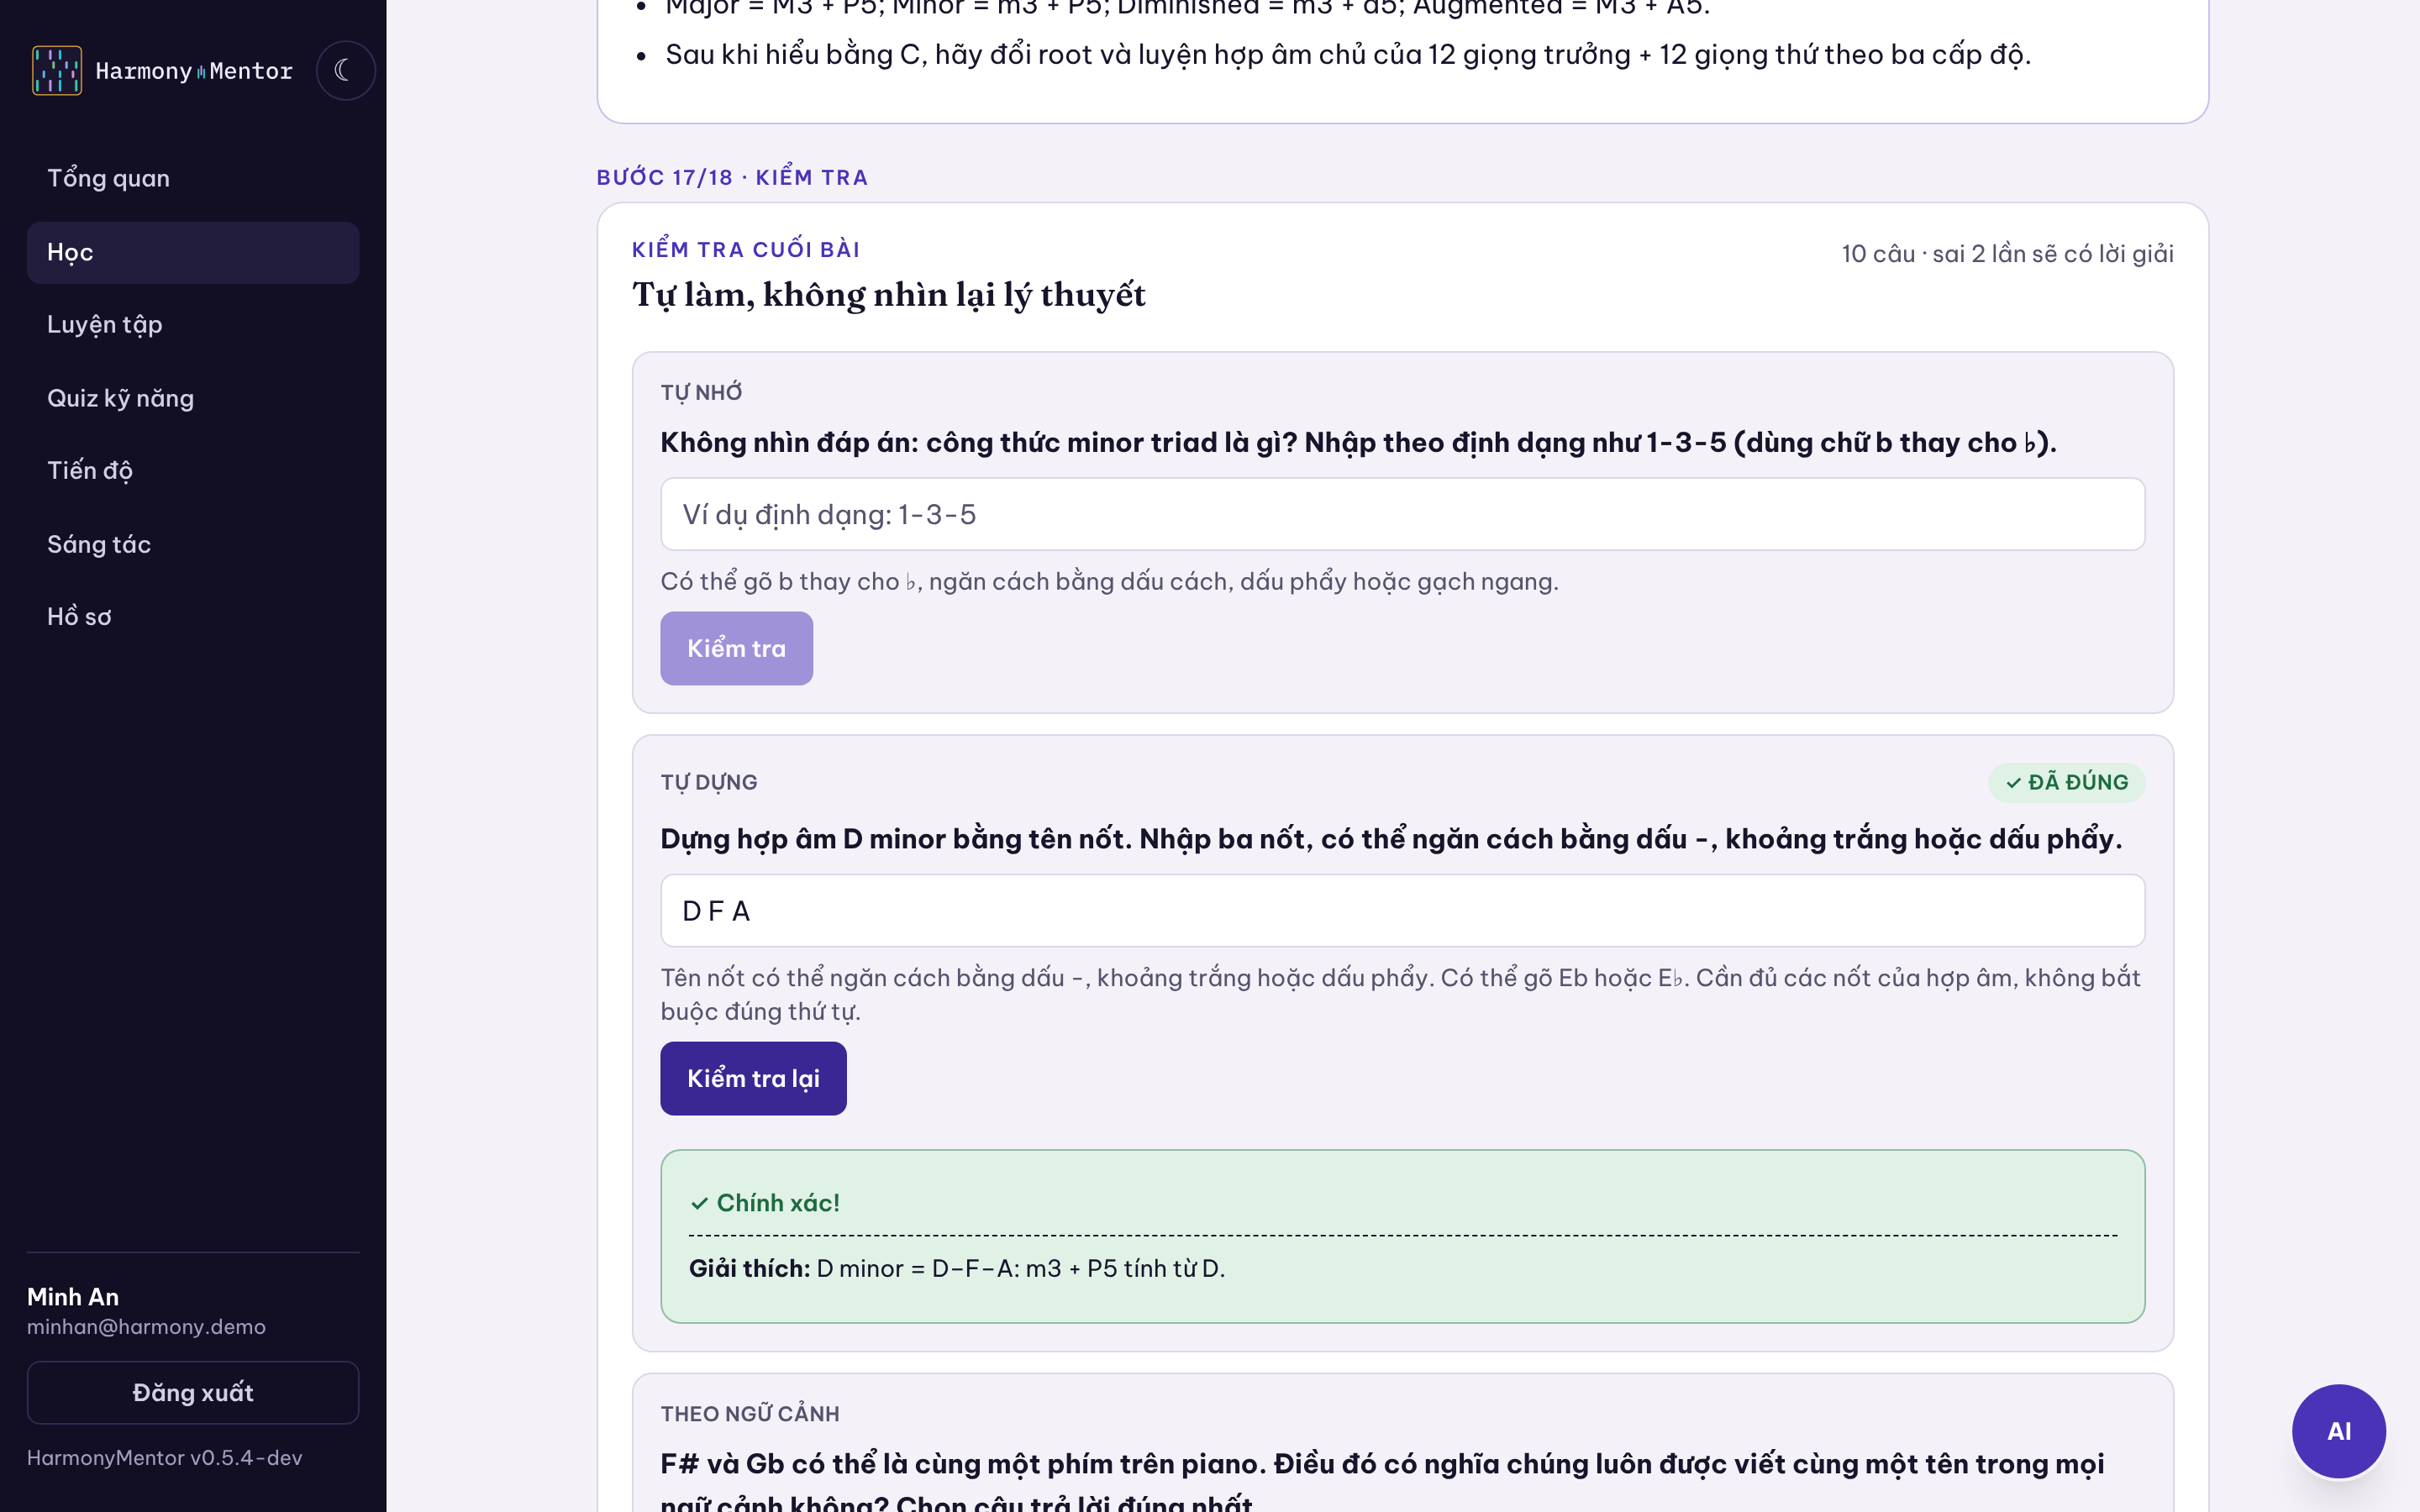 Harmony Mentor
Tổng quan
Học
Luyện tập
Quiz kỹ năng
Tiến độ
Sáng tác
Hồ sơ
Minh An
minhan@harmony.demo
Đăng xuất
HarmonyMentor v0.5.4-dev
Major = M3 + P5; Minor = m3 + P5; Diminished = m3 + d5; Augmented = M3 + A5.
Sau khi hiểu bằng C, hãy đổi root và luyện hợp âm chủ của 12 giọng trưởng + 12 giọng thứ theo ba cấp độ.
BƯỚC 17/18 · KIỂM TRA
KIỂM TRA CUỐI BÀI
10 câu · sai 2 lần sẽ có lời giải
Tự làm, không nhìn lại lý thuyết
TỰ NHỚ
Không nhìn đáp án: công thức minor triad là gì? Nhập theo định dạng như 1-3-5 (dùng chữ b thay cho ♭).
Ví dụ định dạng: 1-3-5
Có thể gõ b thay cho ♭, ngăn cách bằng dấu cách, dấu phẩy hoặc gạch ngang.
Kiểm tra
TỰ DỰNG
✓ ĐÃ ĐÚNG
Dựng hợp âm D minor bằng tên nốt. Nhập ba nốt, có thể ngăn cách bằng dấu -, khoảng trắng hoặc dấu phẩy.
D F A
Tên nốt có thể ngăn cách bằng dấu -, khoảng trắng hoặc dấu phẩy. Có thể gõ Eb hoặc E♭. Cần đủ các nốt của hợp âm, không bắt
buộc đúng thứ tự.
Kiểm tra lại
✓ Chính xác!
Giải thích: D minor = D–F–A: m3 + P5 tính từ D.
THEO NGỮ CẢNH
F# và Gb có thể là cùng một phím trên piano. Điều đó có nghĩa chúng luôn được viết cùng một tên trong mọi
ngữ cảnh không? Chọn câu trả lời đúng nhất.
AI